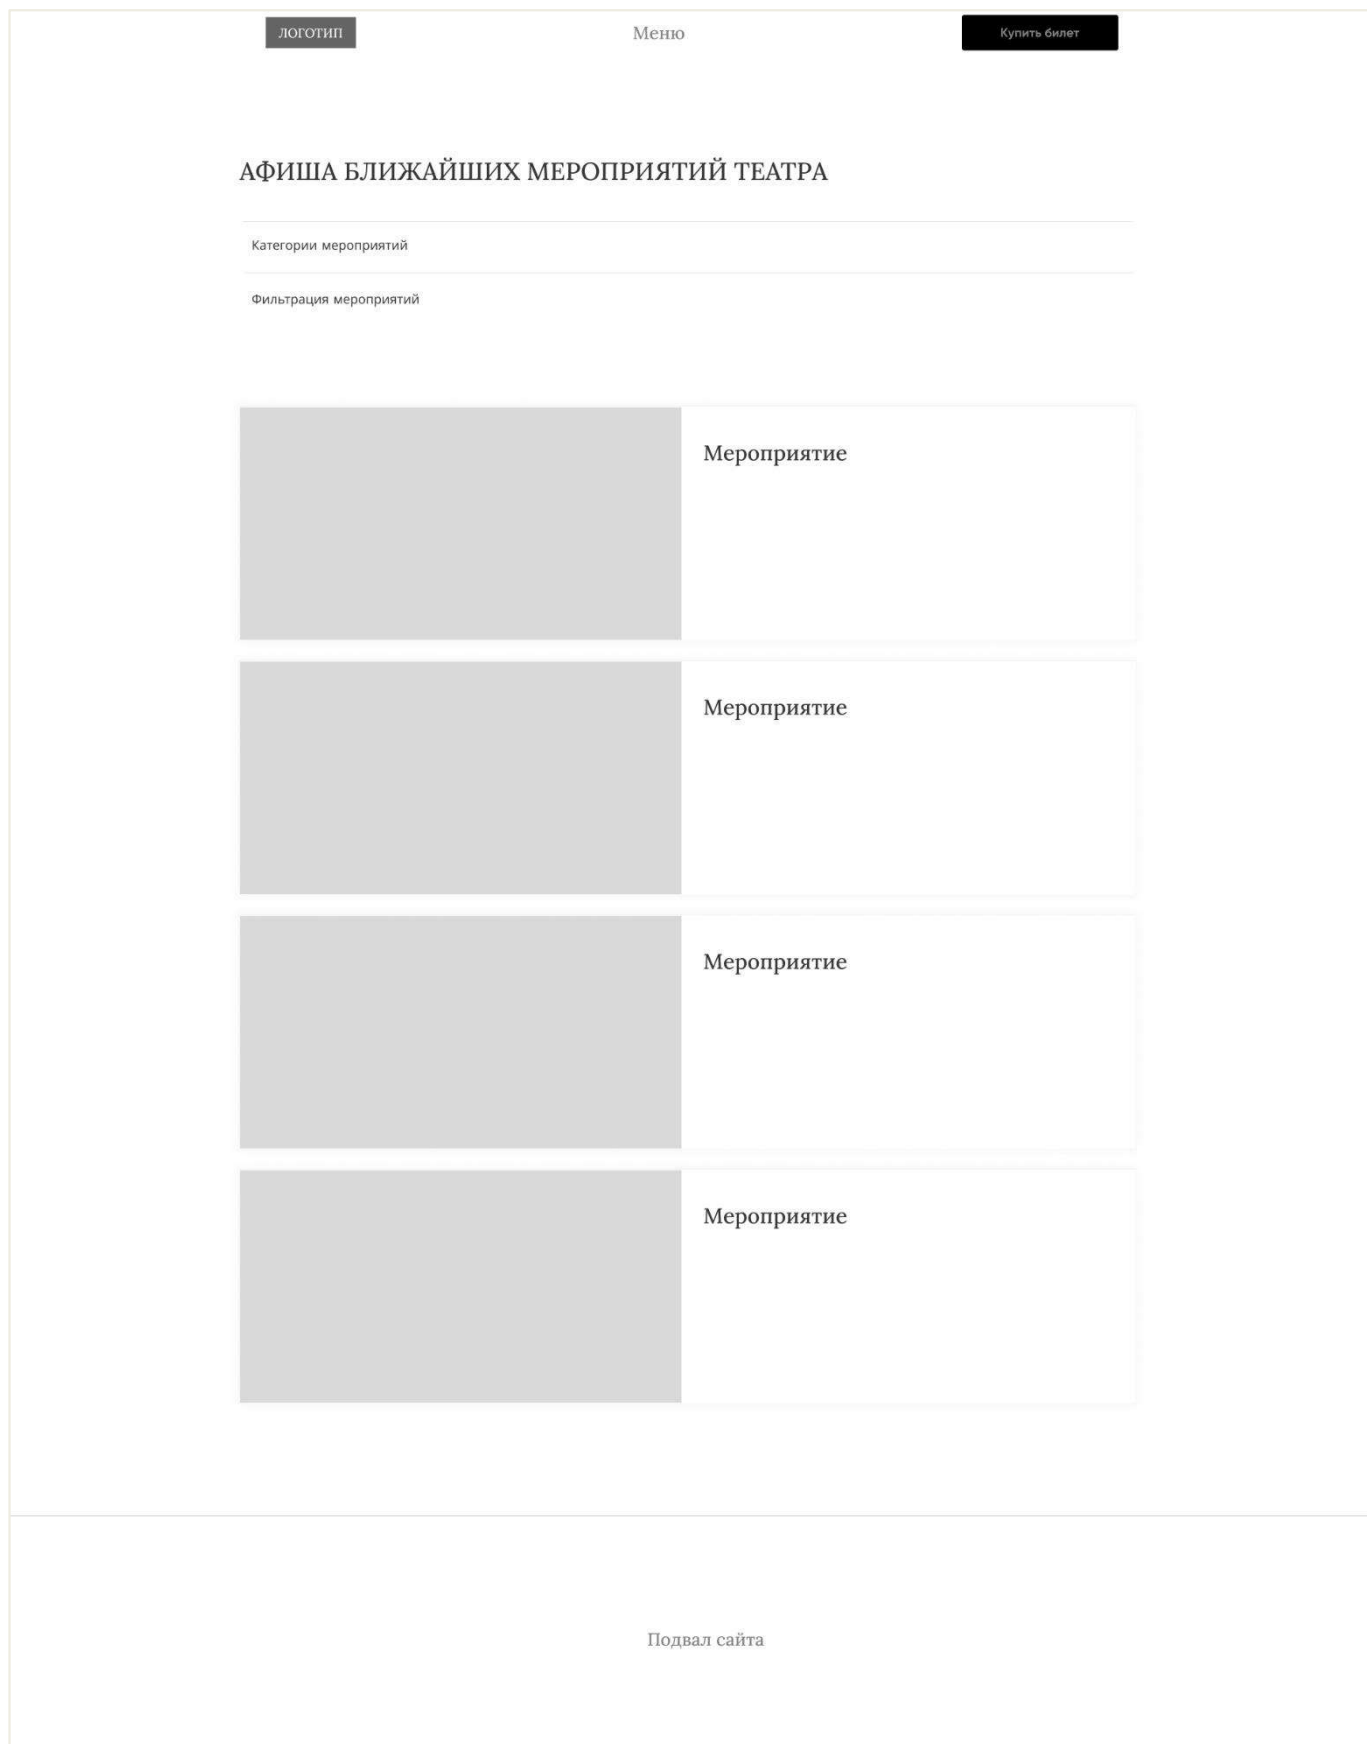 ЛОГОТИП
Меню
Купить билет
АФИША БЛИЖАЙШИХ МЕРОПРИЯТИЙ ТЕАТРА
Категории мероприятий
Фильтрация мероприятий
Мероприятие
Мероприятие
Мероприятие
Мероприятие
Подвал сайта